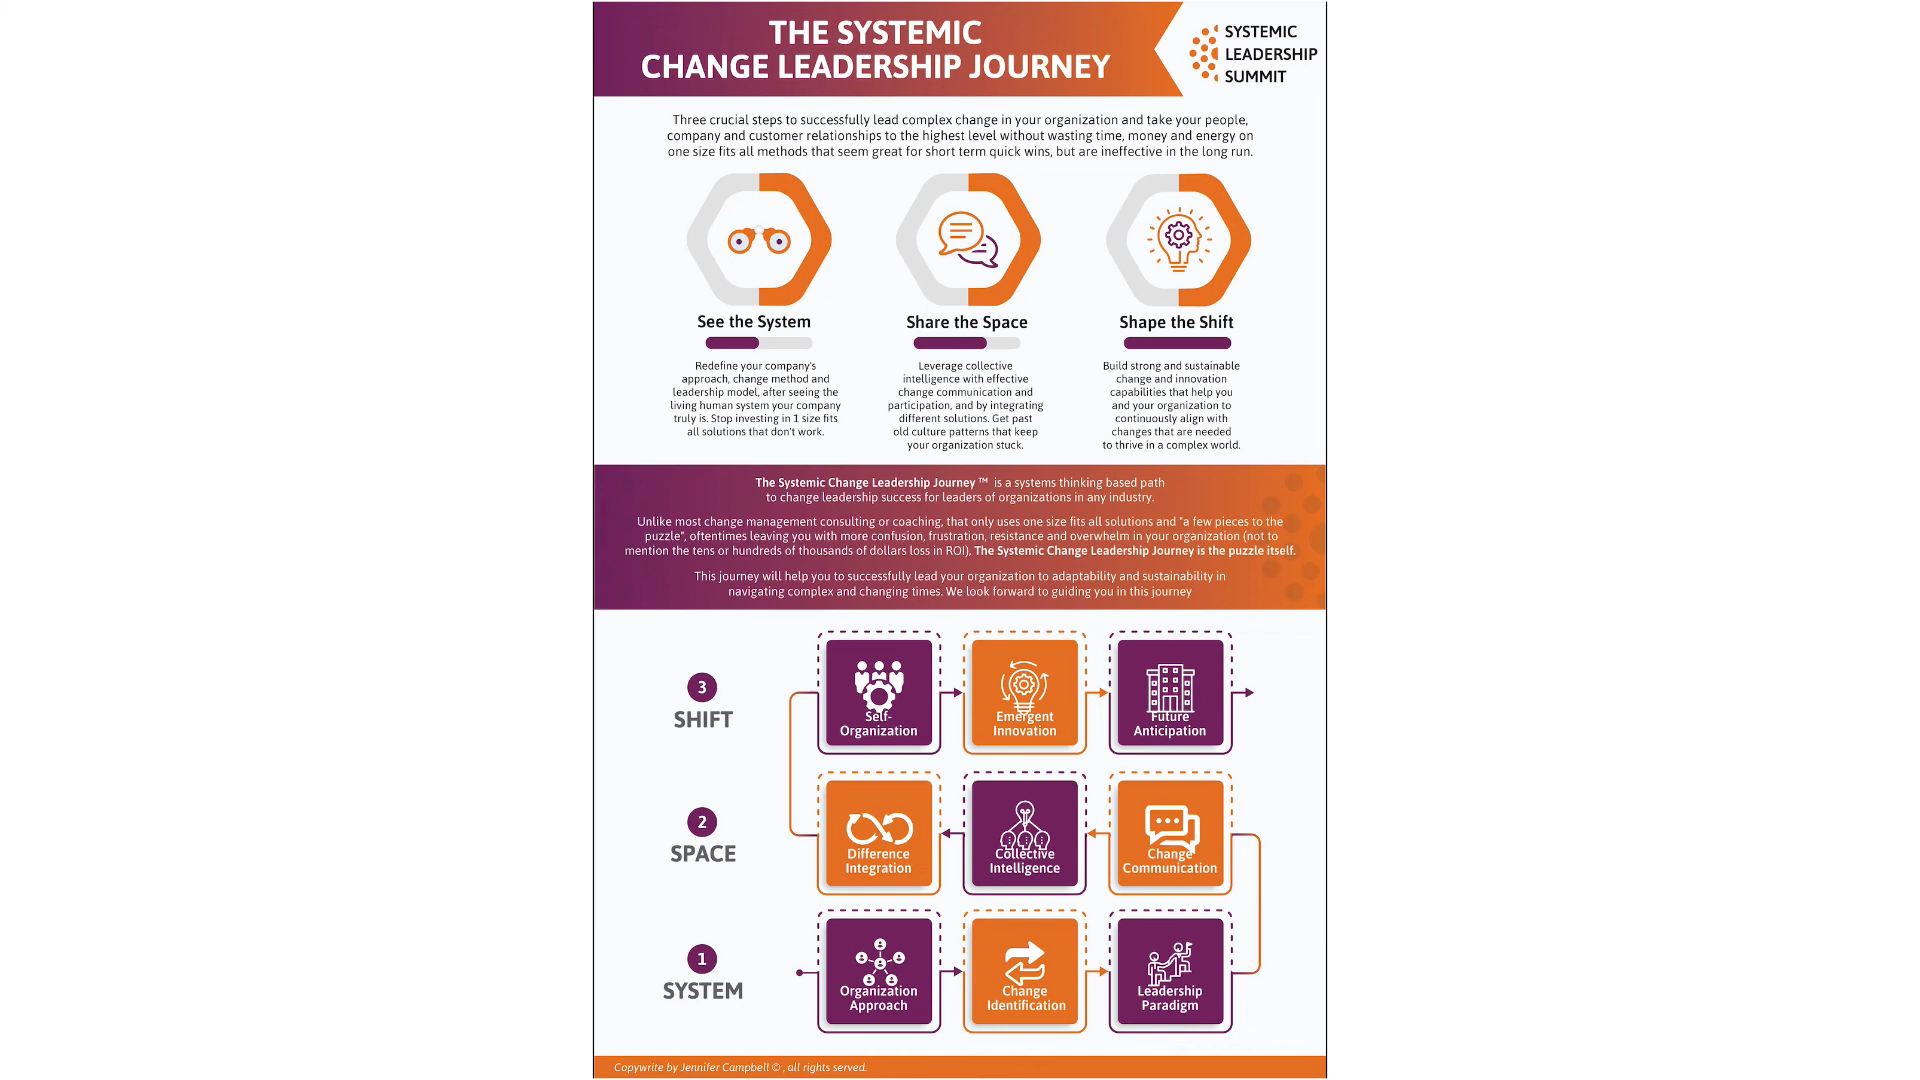 THE SYSTEMIC
CHANGE LEADERSHIP JOURNEY
SYSTEMIC
LEADERSHIP
SUMMIT
Three crucial steps to successfully lead complex change in your organization and take your people,
company and customer relationships to the highest level without wasting time, money and energy on
one size fits all methods that seem great for short term quick wins, but are ineffective in the long run.
See the System
Redefine your company's
approach, change method and
leadership model, after seeing the
living human system your company
truly is. Stop investing in 1 size fits
all solutions that don't work.
Share the Space
Leverage collective
intelligence with effective
change communication and
participation, and by integrating
different solutions. Get past
old culture patterns that keep
your organization stuck.
Shape the Shift
Build strong and sustainable
change and innovation
capabilities that help you
and your organization to
continuously align with
changes that are needed
to thrive in a complex world.
The Systemic Change Leadership Journey ™ is a systems thinking based path
to change leadership success for leaders of organizations in any industry.
Unlike most change management consulting or coaching, that only uses one size fits all solutions and "a few pieces to the
puzzle", oftentimes leaving you with more confusion, frustration, resistance and overwhelm in your organization (not to
mention the tens or hundreds of thousands of dollars loss in ROI), The Systemic Change Leadership Journey is the puzzle itself.
This journey will help you to successfully lead your organization to adaptability and sustainability in
navigating complex and changing times. We look forward to guiding you in this journey
3
SHIFT
Self-
Organization
Emergent
Innovation
Future
Anticipation
2
SPACE
Difference
Integration
Collective
Intelligence
Change
Communication
1
SYSTEM
Organization
Approach
Change
Identification
Leadership
Paradigm
Copywrite by Jennifer Campbell © , all rights served.